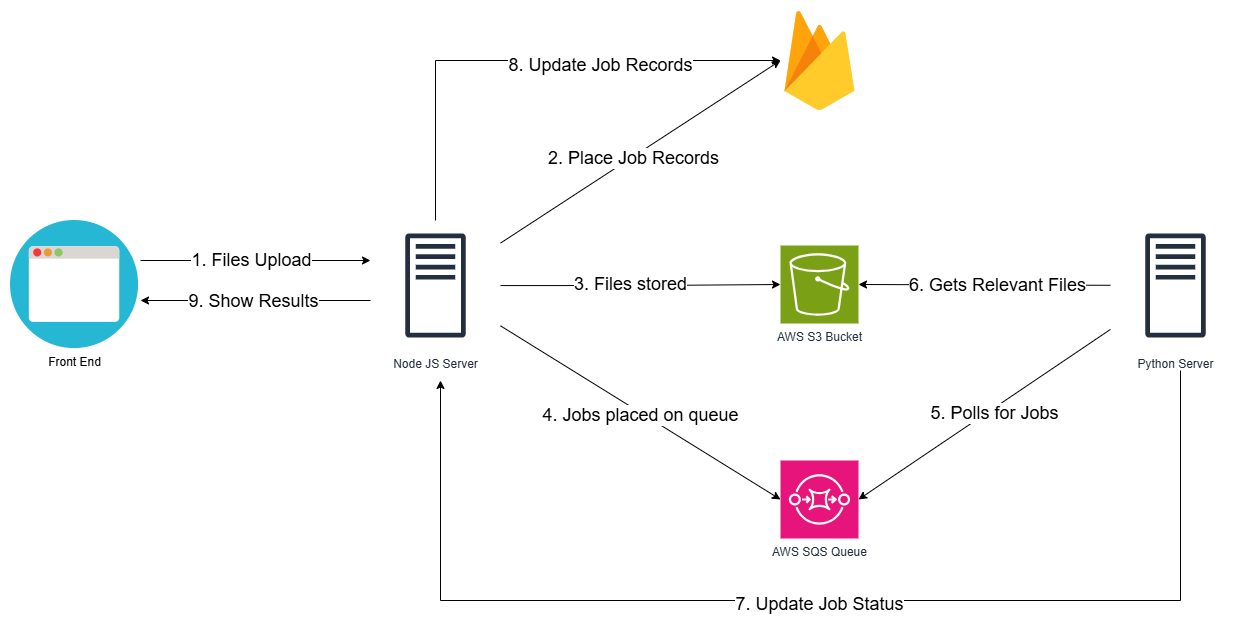 8. Update Job Records
2. Place Job Records
1. Files Upload
9. Show Results
3. Files stored
6. Gets Relevant Files
AWS S3 Bucket
Front End
Node JS Server
Python Server
4. Jobs placed on queue
5. Polls for Jobs
AWS SQS Queue
7. Update Job Status